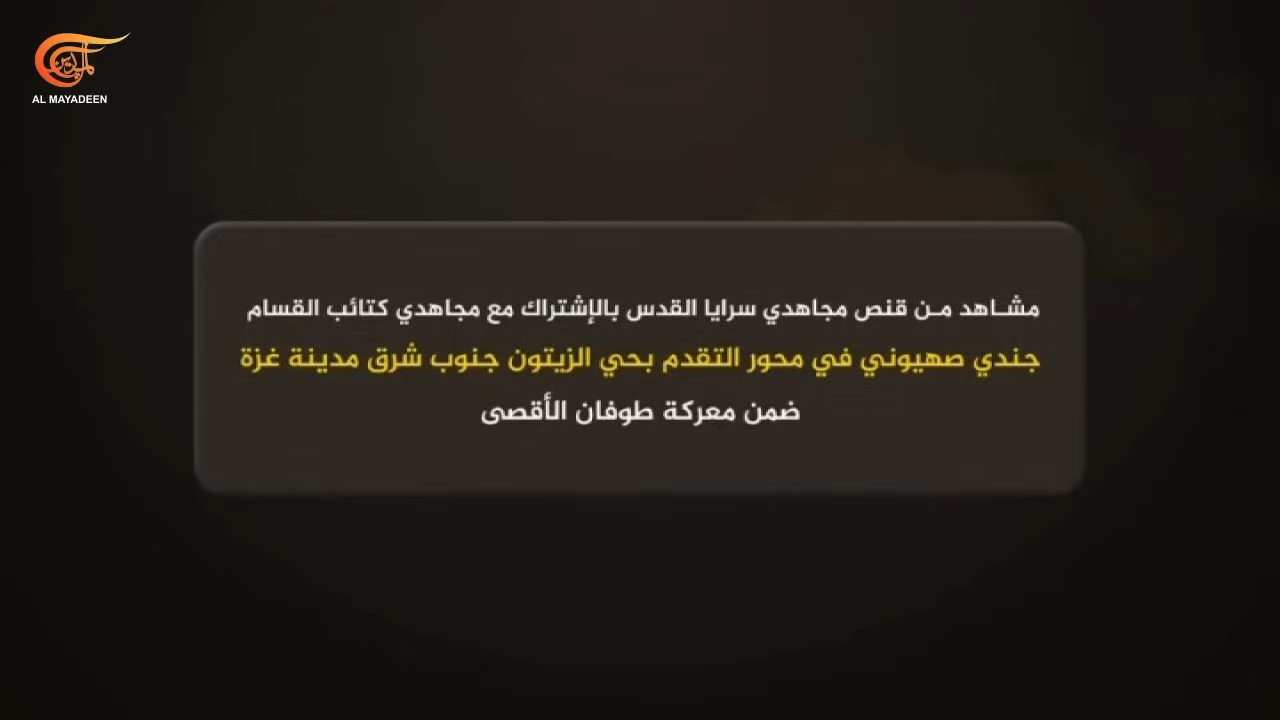 الميادين
AL MAYADEEN
مشـاهد مـن قنص مجاهدي سرايا القدس بالإشتراك مع مجاهدي كتائب القسام
جندي صهيوني في محور التقدم بحي الزيتون جنوب شرق مدينة غزة
ضمن معركة طوفان الأقصى